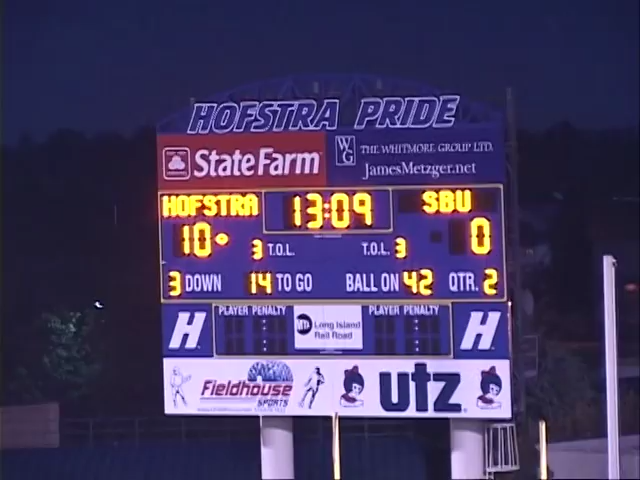 HOFSTRA PRIDE
State Farm
WG THE WHITMORE GROUP LTD.
JamesMetzger.net
HOFSTRA 13:09 SBU
10 3 T.O.L. T.O.L. 3 0
3 DOWN 14 TO GO BALL ON 42 QTR. 2
PLAYER PENALTY PLAYER PENALTY
H MTA Long Island Rail Road H
Fieldhouse SPORTS utz